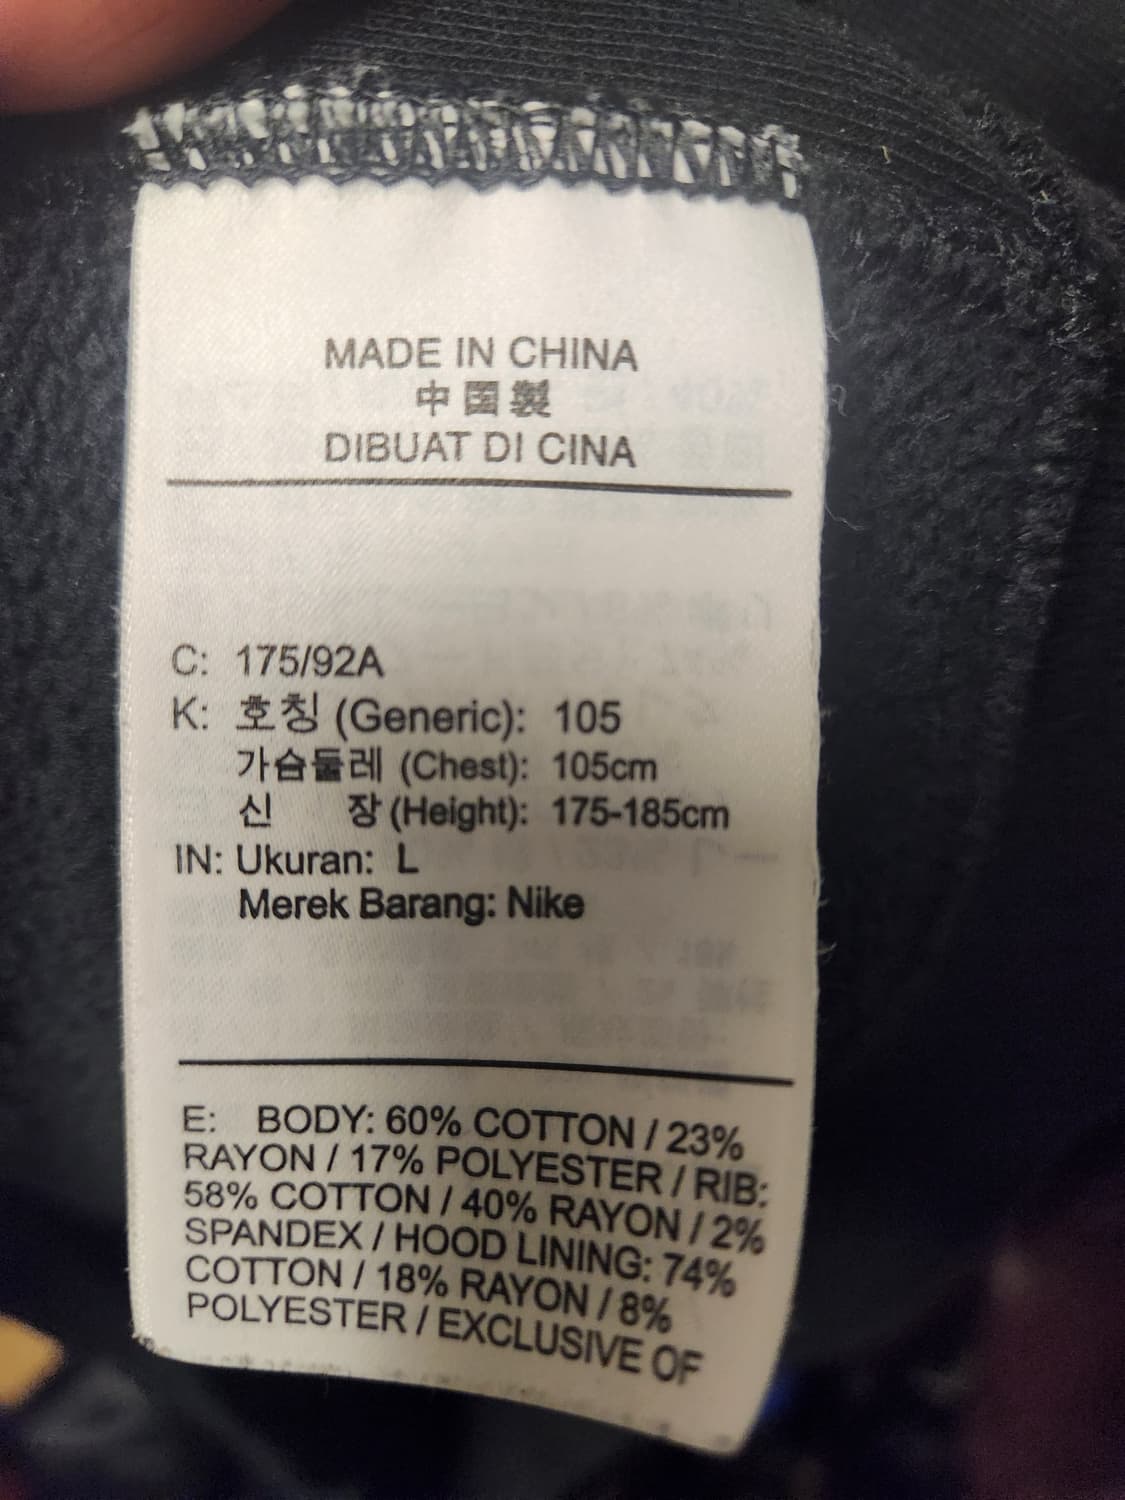 MADE IN CHINA
中国製
DIBUAT DI CINA
C: 175/92A
K: 호칭 (Generic): 105
가슴둘레 (Chest): 105cm
신 장 (Height): 175-185cm
IN: Ukuran: L
Merek Barang: Nike
E: BODY: 60% COTTON / 23%
RAYON / 17% POLYESTER / RIB:
58% COTTON / 40% RAYON / 2%
SPANDEX / HOOD LINING: 74%
COTTON / 18% RAYON / 8%
POLYESTER / EXCLUSIVE OF